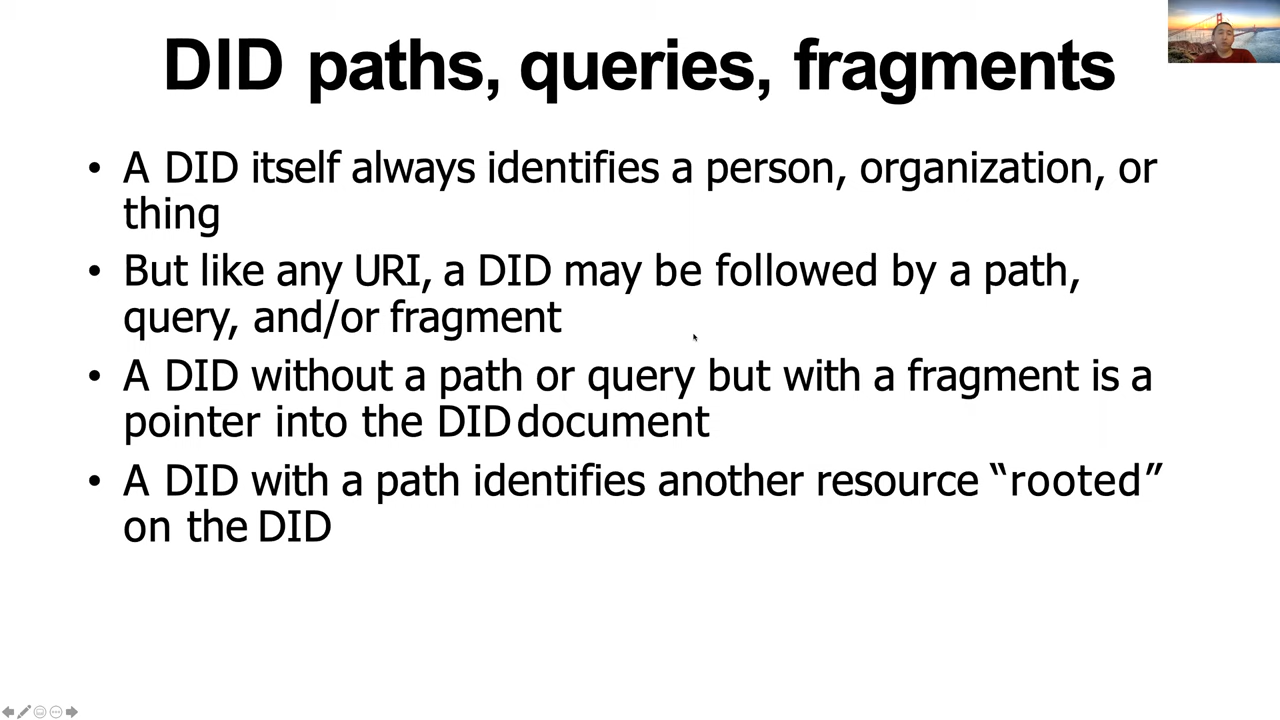 DID paths, queries, fragments
• A DID itself always identifies a person, organization, or
thing
• But like any URI, a DID may be followed by a path,
query, and/or fragment
• A DID without a path or query but with a fragment is a
pointer into the DID document
• A DID with a path identifies another resource “rooted”
on the DID